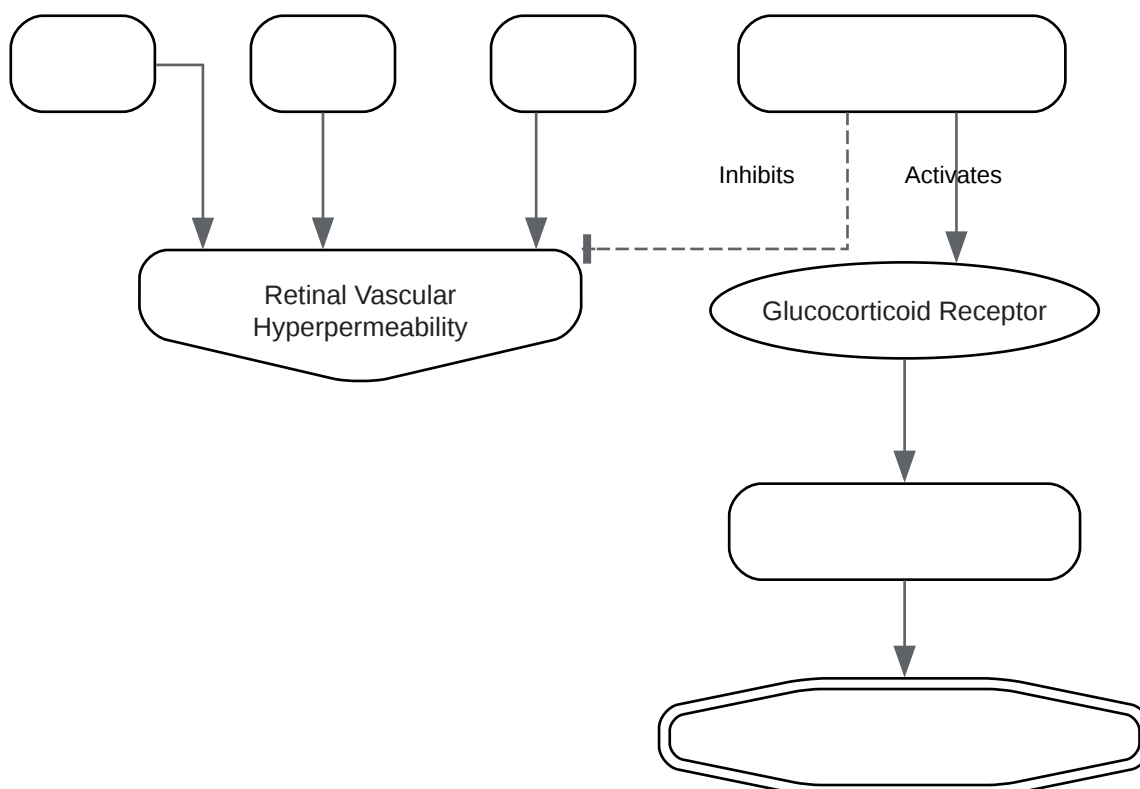 Inhibits
Activates
Retinal Vascular
Hyperpermeability
Glucocorticoid Receptor